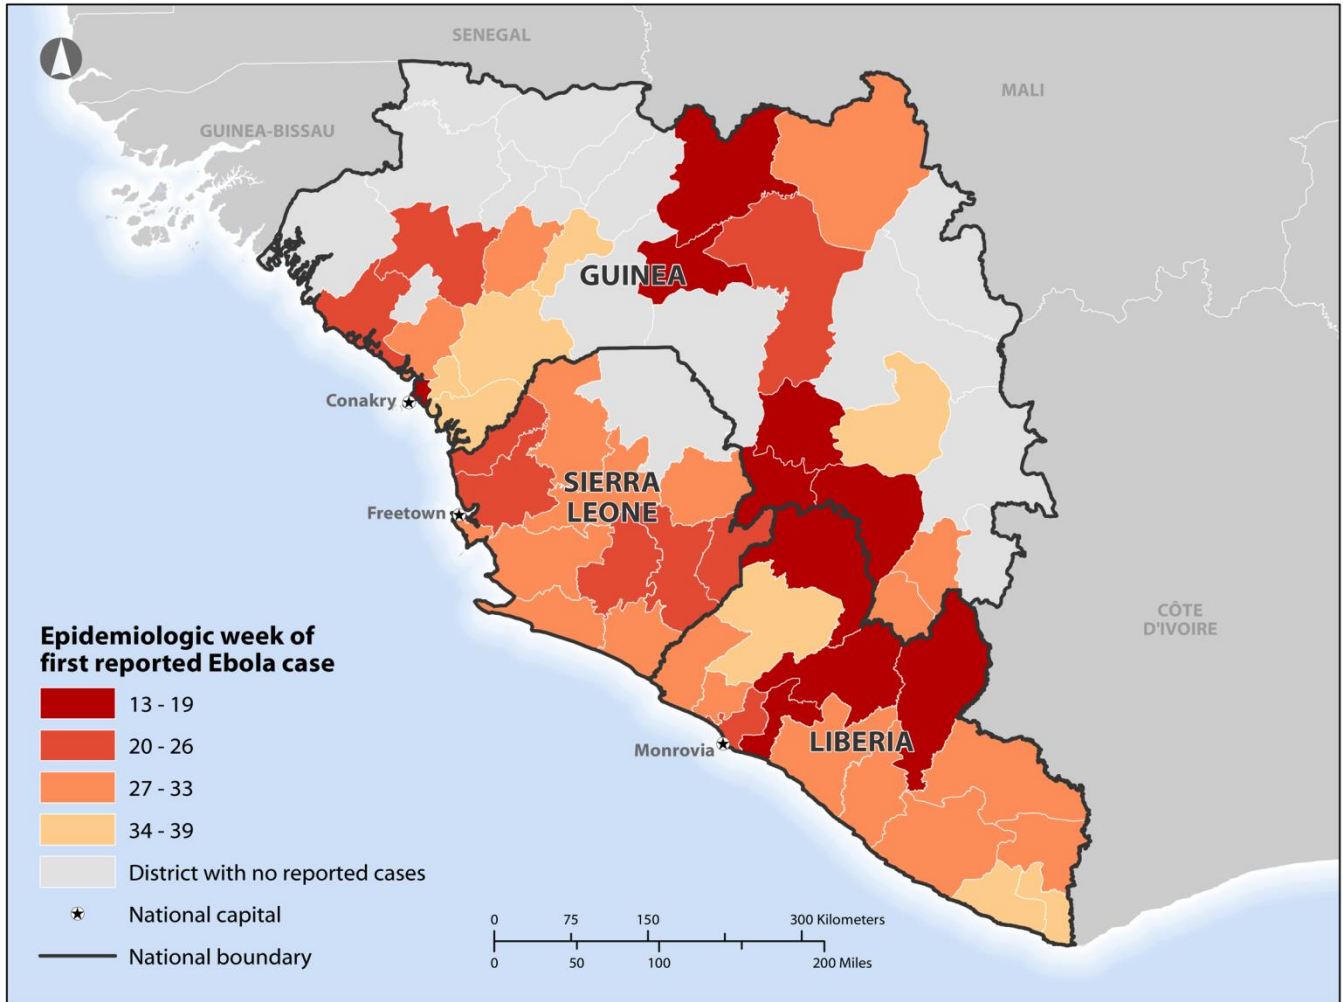 SENEGAL
MALI
GUINEA-BISSAU
GUINEA
Conakry
SIERRA
LEONE
Freetown
CÔTE
D'IVOIRE
Monrovia
LIBERIA
Epidemiologic week of
first reported Ebola case
13 - 19
20 - 26
27 - 33
34 - 39
District with no reported cases
National capital
National boundary
0 75 150 300 Kilometers
0 50 100 200 Miles